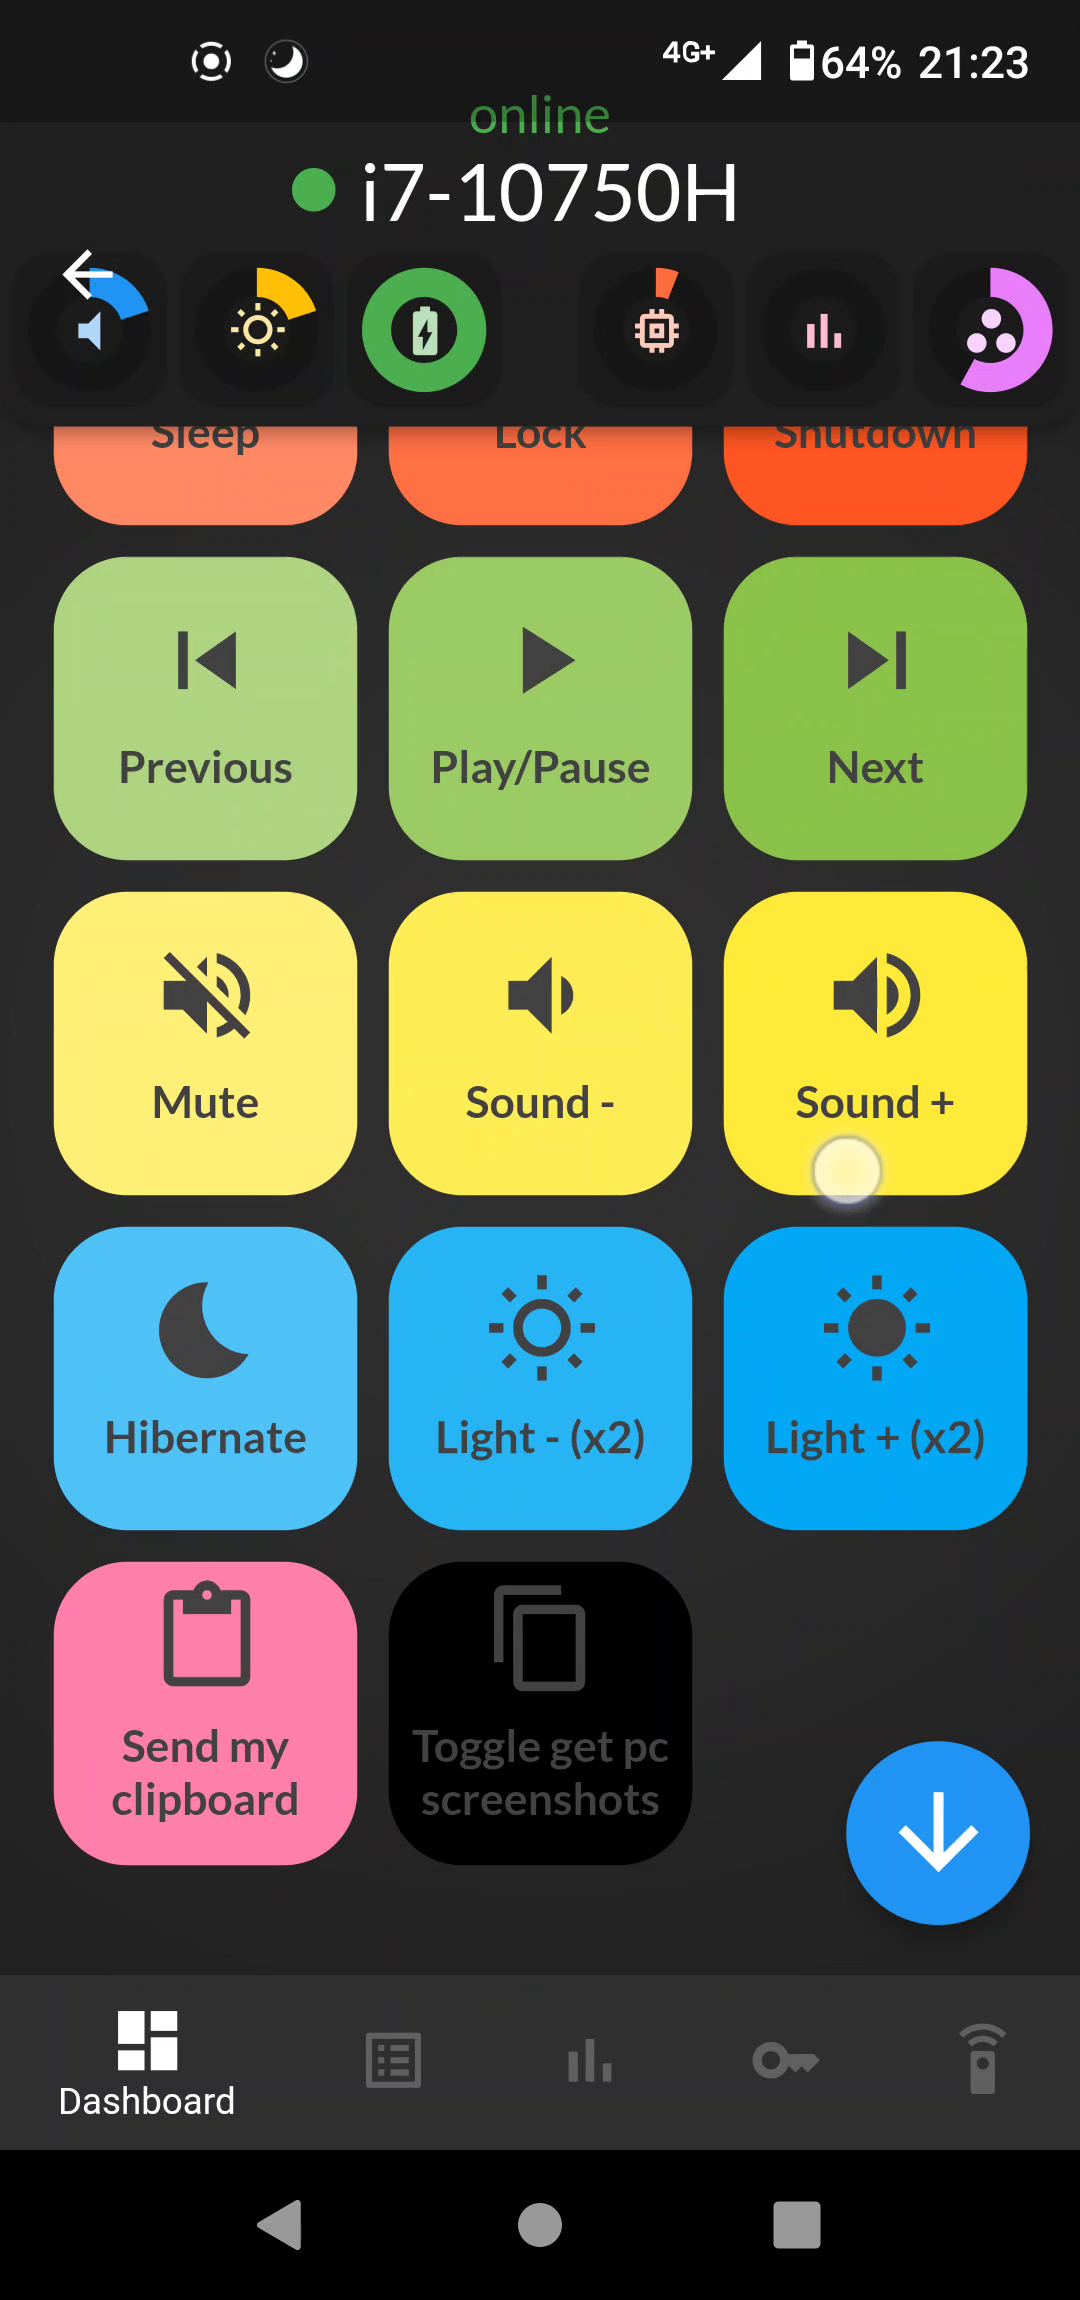 4G+ 64% 21:23
online
i7-10750H
Sleep Lock Shutdown
Previous Play/Pause Next
Mute Sound - Sound +
Hibernate Light - (x2) Light + (x2)
Send my Toggle get pc
clipboard screenshots
Dashboard